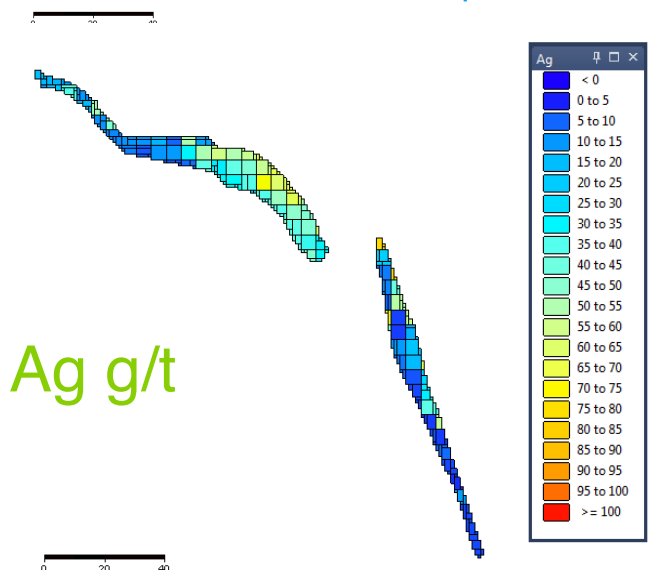 0 20 40
Ag
< 0
0 to 5
5 to 10
10 to 15
15 to 20
20 to 25
25 to 30
30 to 35
35 to 40
40 to 45
45 to 50
50 to 55
55 to 60
60 to 65
65 to 70
70 to 75
75 to 80
80 to 85
85 to 90
90 to 95
95 to 100
>= 100
Ag g/t
0 20 40